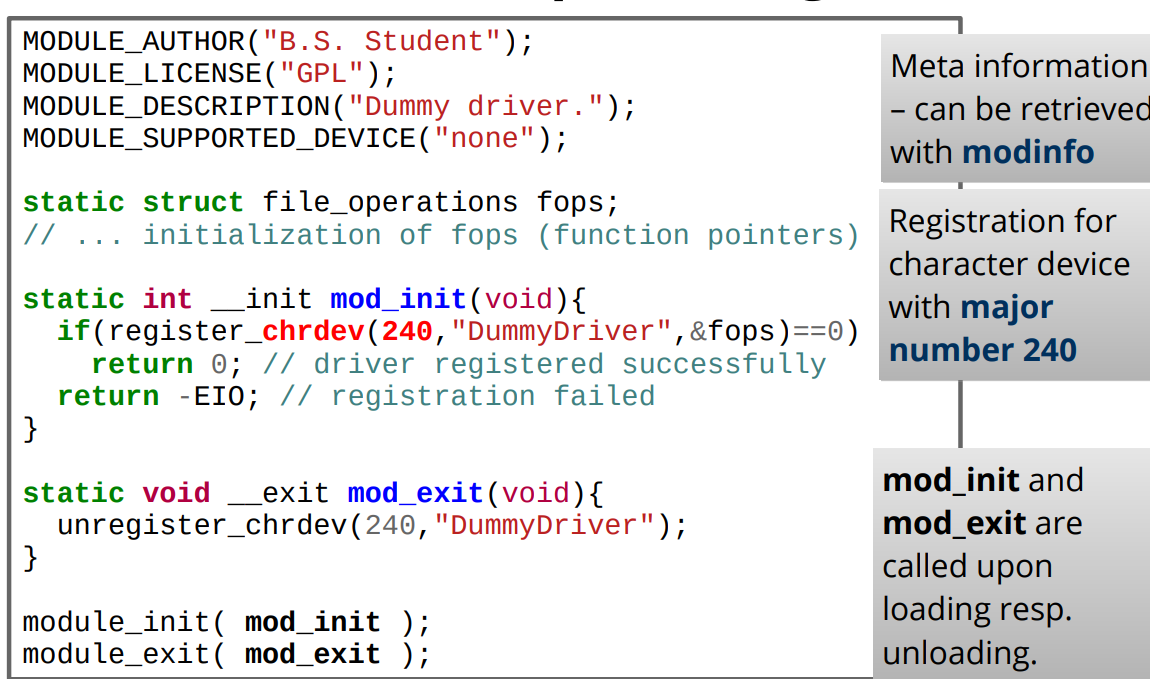 MODULE_AUTHOR("B.S. Student");
MODULE_LICENSE("GPL");
MODULE_DESCRIPTION("Dummy driver.");
MODULE_SUPPORTED_DEVICE("none");
static struct file_operations fops;
// ... initialization of fops (function pointers)
static int __init mod_init(void){
if(register_chrdev(240,"DummyDriver",&fops)==0)
return 0; // driver registered successfully
return -EIO; // registration failed
}
static void __exit mod_exit(void){
unregister_chrdev(240,"DummyDriver");
}
module_init( mod_init );
module_exit( mod_exit );
Meta information
– can be retrieved
with modinfo
Registration for
character device
with major
number 240
mod_init and
mod_exit are
called upon
loading resp.
unloading.